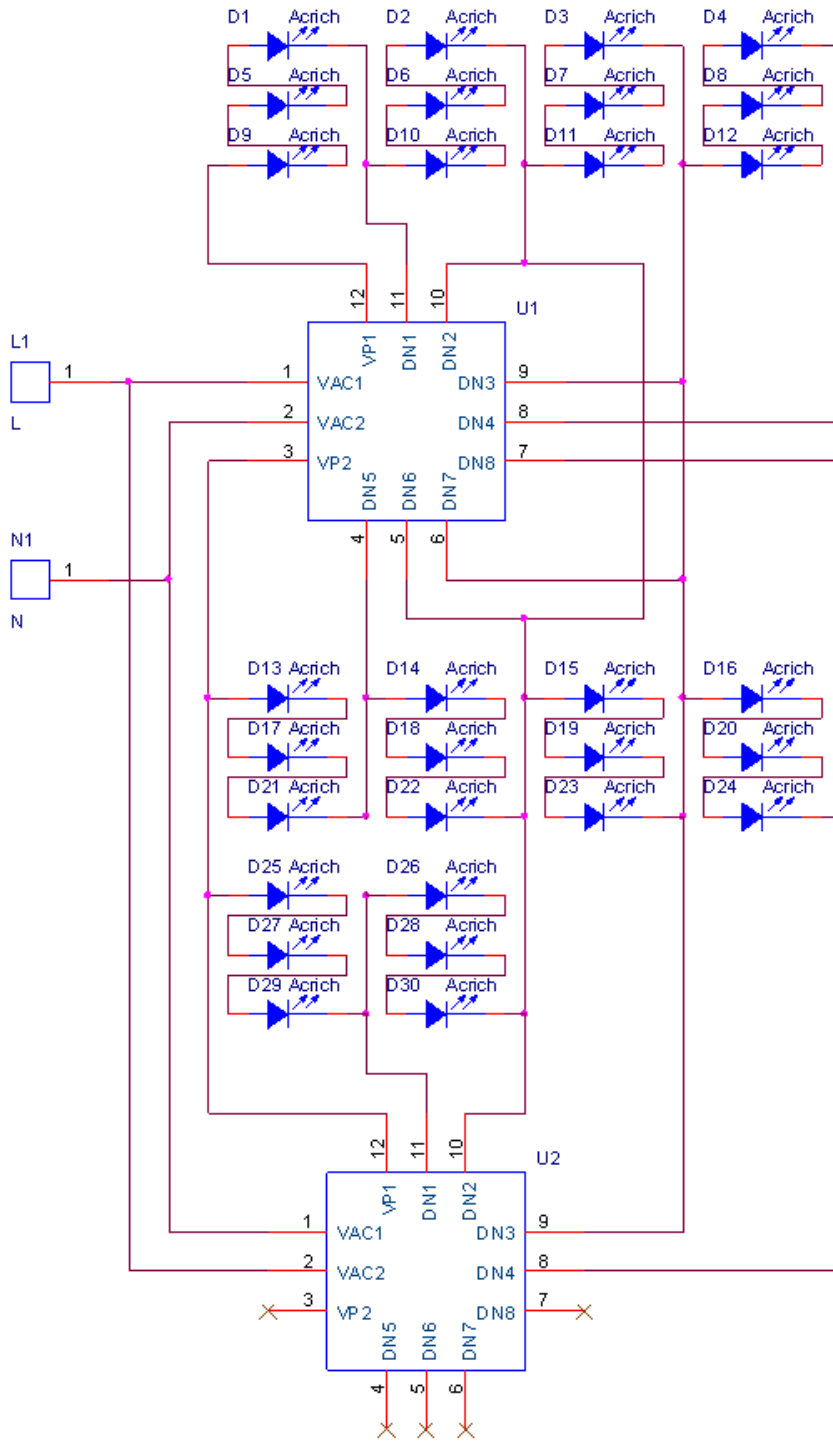 D1 Acrich D2 Acrich D3 Acrich D4 Acrich
D5 Acrich D6 Acrich D7 Acrich D8 Acrich
D9 Acrich D10 Acrich D11 Acrich D12 Acrich
12 11 10
U1
VP1 DN1 DN2
L1
1 1 VAC1 DN3 9
L
2 VAC2 DN4 8
3 VP2 DN8 7
DN5 DN6 DN7
4 5 6
N1
1
N
D13 Acrich D14 Acrich D15 Acrich D16 Acrich
D17 Acrich D18 Acrich D19 Acrich D20 Acrich
D21 Acrich D22 Acrich D23 Acrich D24 Acrich
D25 Acrich D26 Acrich
D27 Acrich D28 Acrich
D29 Acrich D30 Acrich
12 11 10
U2
VP1 DN1 DN2
1 VAC1 DN3 9
2 VAC2 DN4 8
3 VP2 DN8 7
DN5 DN6 DN7
4 5 6